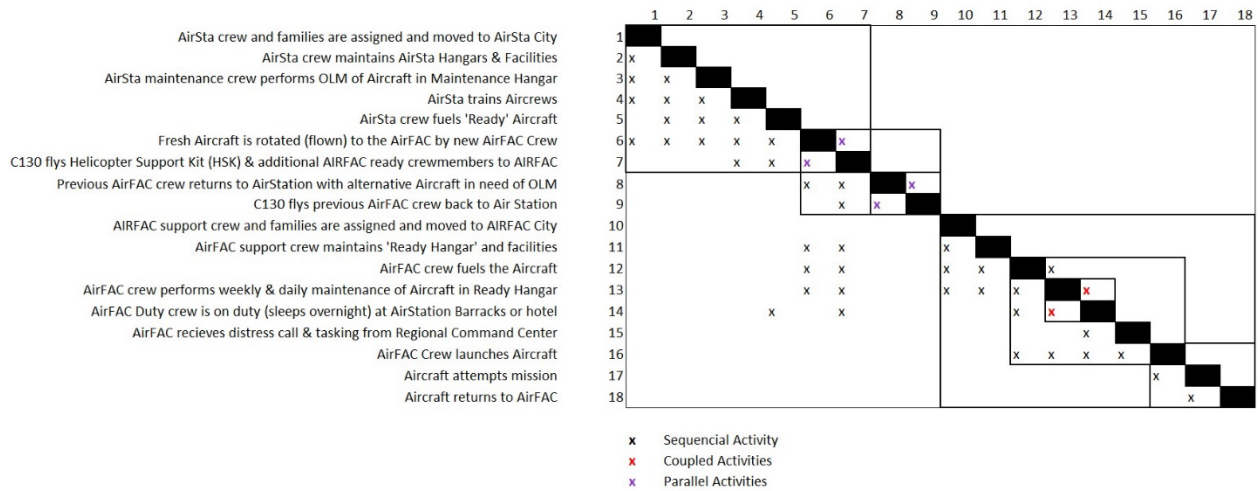 1 2 3 4 5 6 7 8 9 10 11 12 13 14 15 16 17 18
AirSta crew and families are assigned and moved to AirSta City 1
AirSta crew maintains AirSta Hangars & Facilities 2 x
AirSta maintenance crew performs OLM of Aircraft in Maintenance Hangar 3 x x
AirSta trains Aircrews 4 x x x
AirSta crew fuels 'Ready' Aircraft 5 x x x
Fresh Aircraft is rotated (flown) to the AirFAC by new AirFAC Crew 6 x x x x x x
C130 flys Helicopter Support Kit (HSK) & additional AIRFAC ready crewmembers to AIRFAC 7 x x x
Previous AirFAC crew returns to AirStation with alternative Aircraft in need of OLM 8 x x x
C130 flys previous AirFAC crew back to Air Station 9 x x
AIRFAC support crew and families are assigned and moved to AIRFAC City 10
AirFAC support crew maintains 'Ready Hangar' and facilities 11 x x x
AirFAC crew fuels the Aircraft 12 x x x x x
AirFAC crew performs weekly & daily maintenance of Aircraft in Ready Hangar 13 x x x x x x
AirFAC Duty crew is on duty (sleeps overnight) at AirStation Barracks or hotel 14 x x x x
AirFAC recieves distress call & tasking from Regional Command Center 15 x
AirFAC Crew launches Aircraft 16 x x x x
Aircraft attempts mission 17 x
Aircraft returns to AirFAC 18 x
x Sequencial Activity
x Coupled Activities
x Parallel Activities